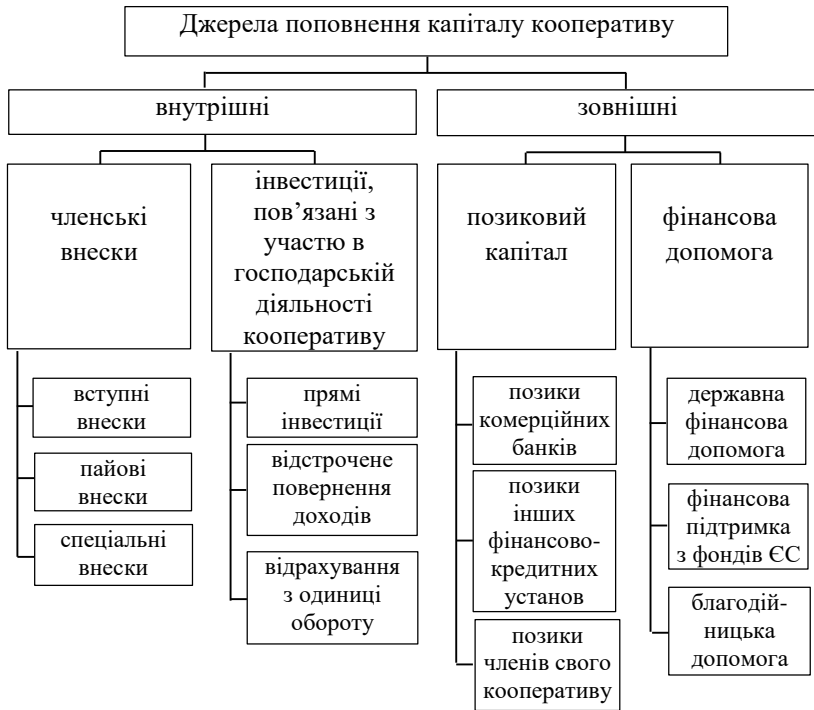 Джерела поповнення капіталу кооперативу
внутрішні
зовнішні
членські
внески
інвестиції,
пов’язані з
участю в
господарській
діяльності
кооперативу
позиковий
капітал
фінансова
допомога
вступні
внески
пайові
внески
спеціальні
внески
прямі
інвестиції
відстрочене
повернення
доходів
відрахування
з одиниці
обороту
позики
комерційних
банків
позики
інших
фінансово-
кредитних
установ
позики
членів свого
кооперативу
державна
фінансова
допомога
фінансова
підтримка
з фондів ЄС
благодій-
ницька
допомога